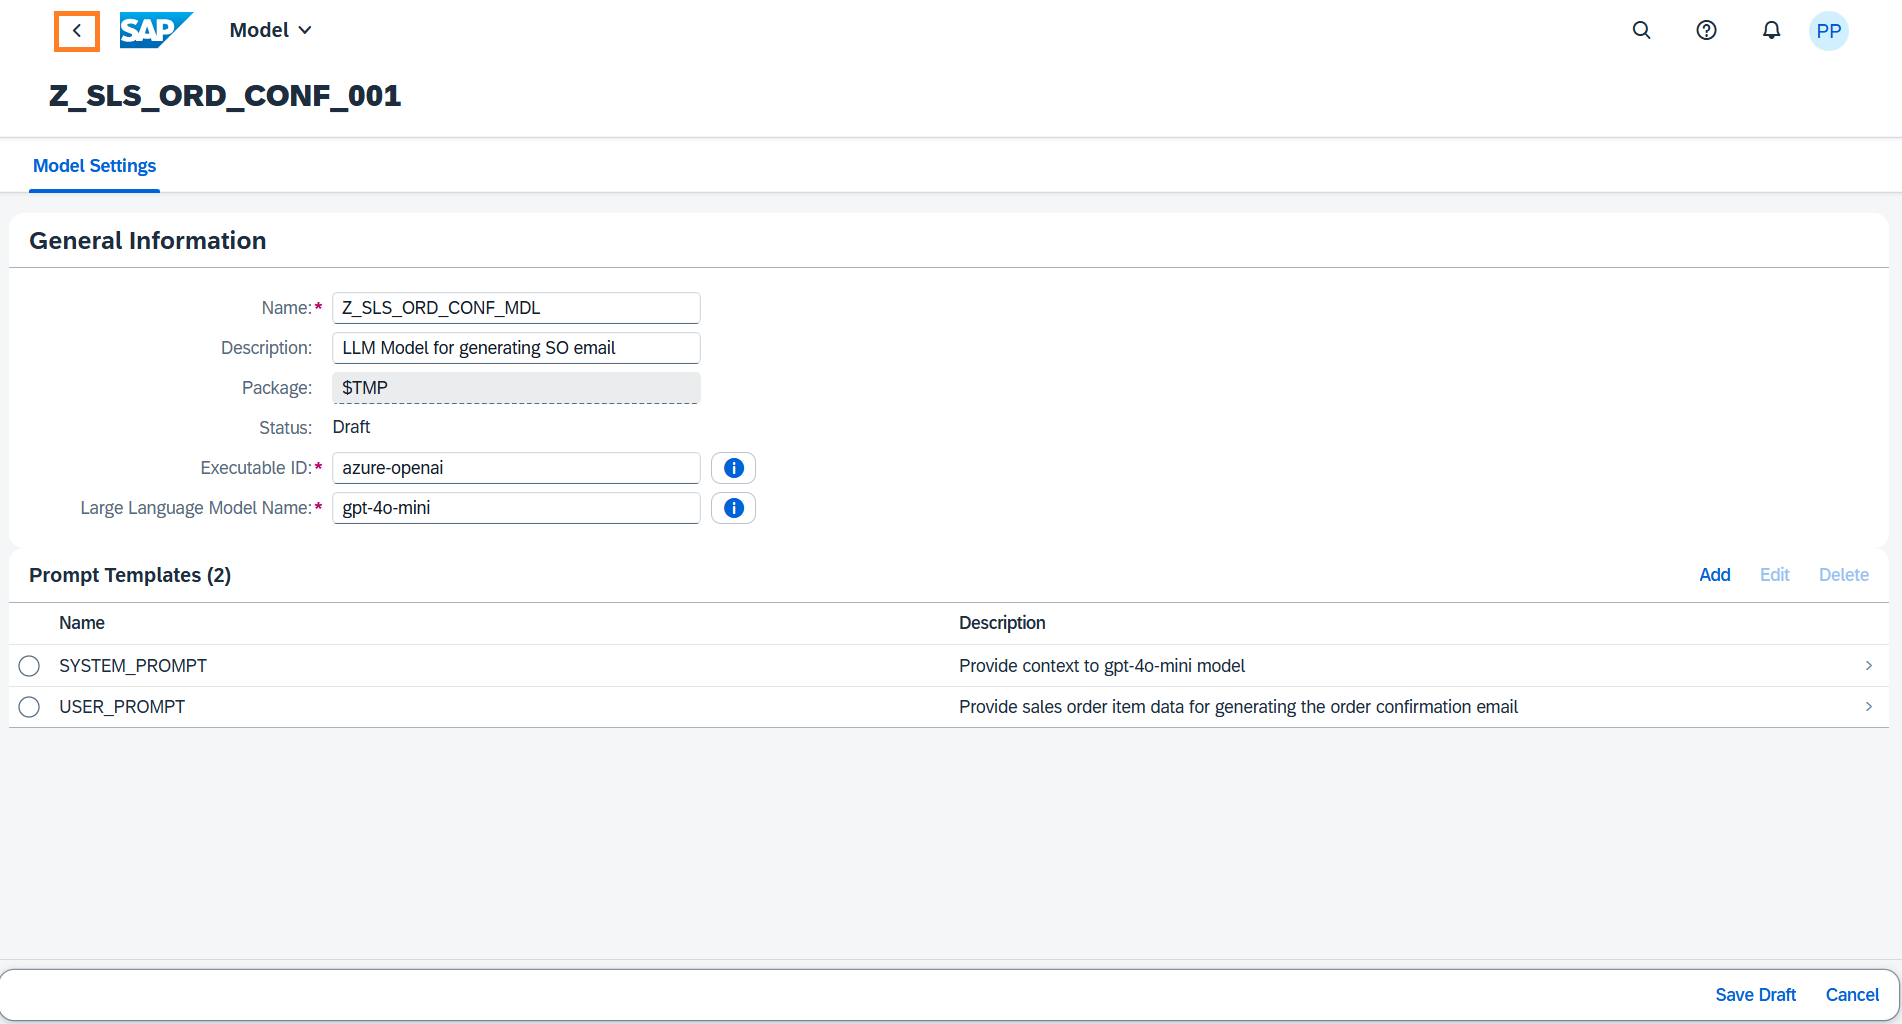 SAP Model PP
Z_SLS_ORD_CONF_001
Model Settings
General Information
Name:* Z_SLS_ORD_CONF_MDL
Description: LLM Model for generating SO email
Package: $TMP
Status: Draft
Executable ID:* azure-openai
Large Language Model Name:* gpt-4o-mini
Prompt Templates (2) Add Edit Delete
Name Description
SYSTEM_PROMPT Provide context to gpt-4o-mini model
USER_PROMPT Provide sales order item data for generating the order confirmation email
Save Draft Cancel